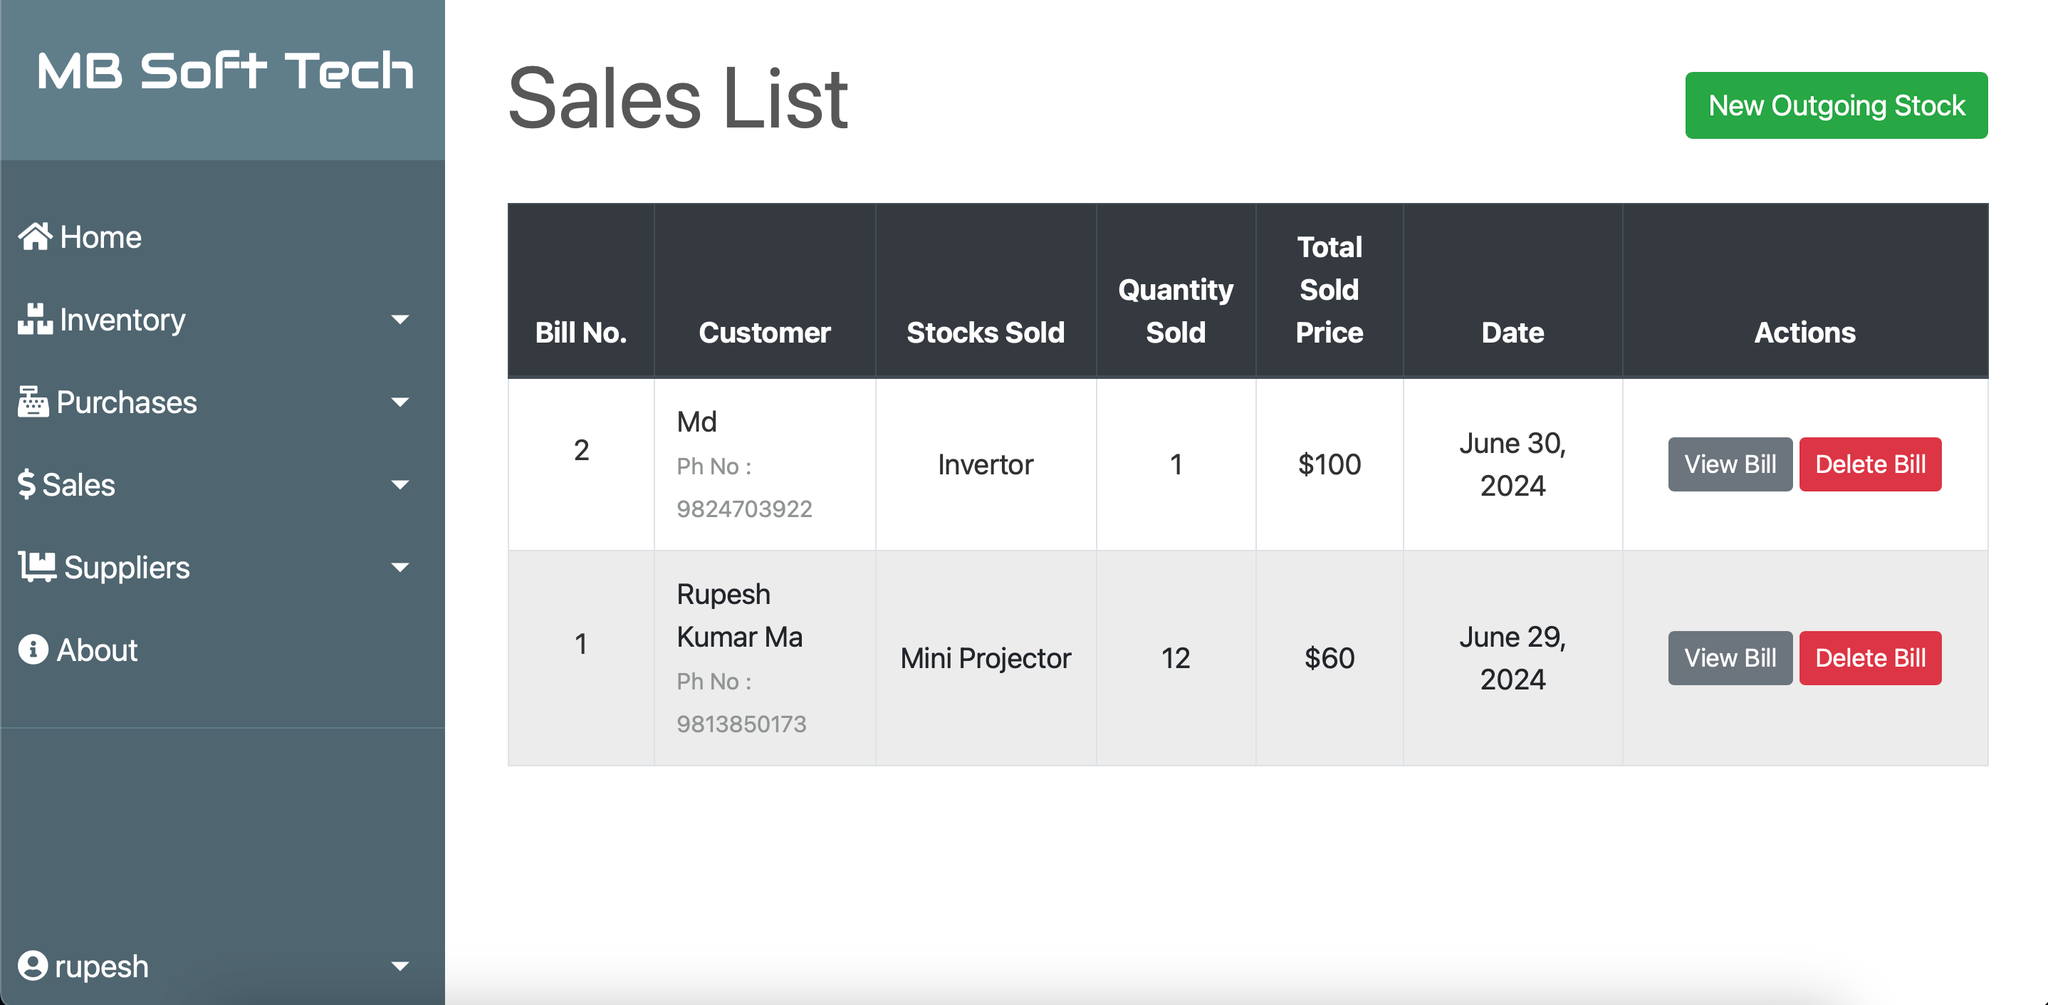 MB Soft Tech
Home
Inventory
Purchases
Sales
Suppliers
About
rupesh
Sales List
New Outgoing Stock
Bill No. Customer Stocks Sold Quantity Sold Total Sold Price Date Actions
2 Md Ph No : 9824703922 Invertor 1 $100 June 30, 2024 View Bill Delete Bill
1 Rupesh Kumar Ma Ph No : 9813850173 Mini Projector 12 $60 June 29, 2024 View Bill Delete Bill